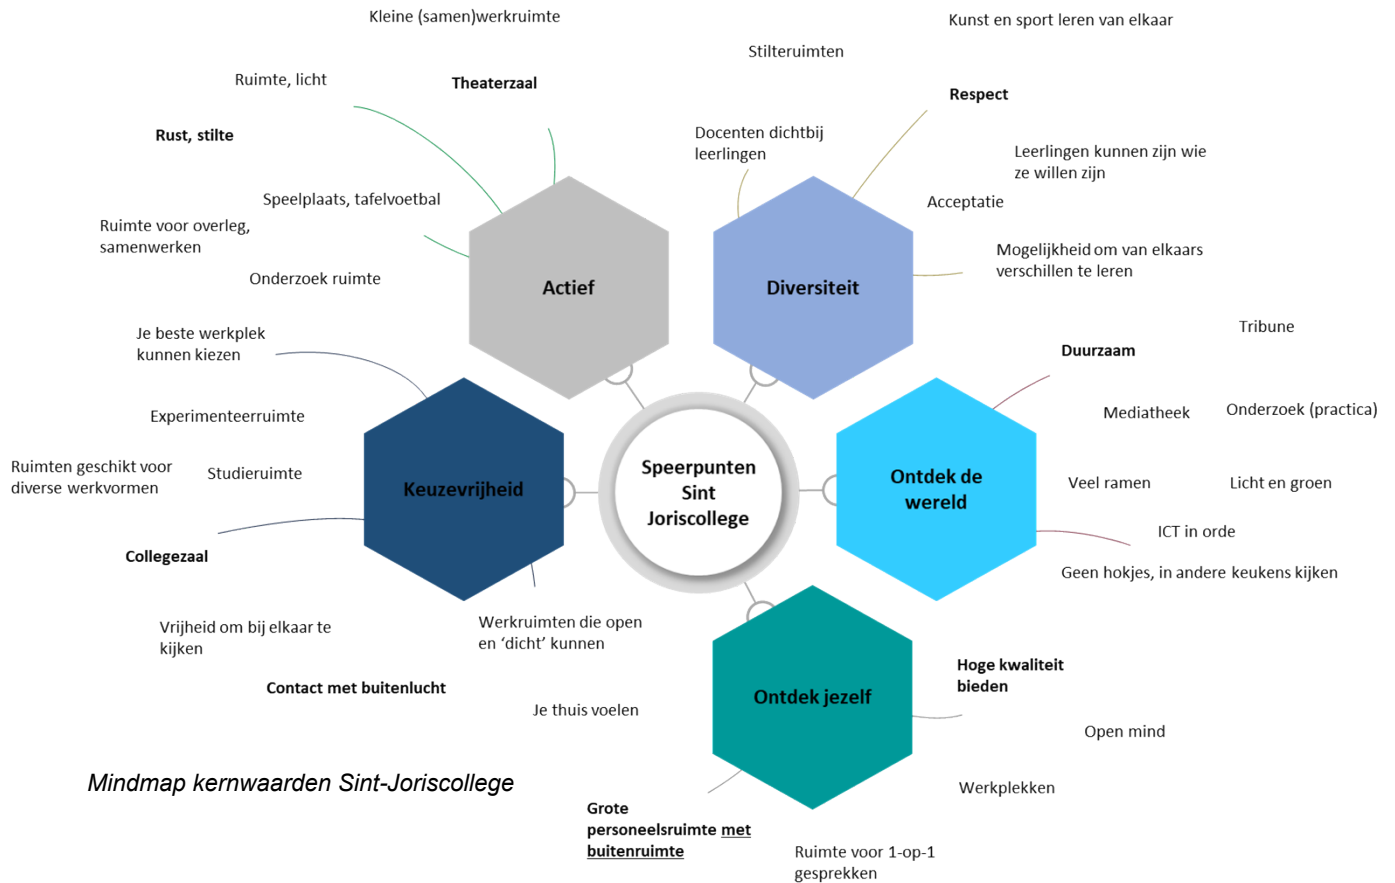 Kleine (samen)werkruimte
Kunst en sport leren van elkaar
Stilteruimten
Ruimte, licht
Theaterzaal
Respect
Rust, stilte
Docenten dichtbij
leerlingen
Leerlingen kunnen zijn wie
ze willen zijn
Speelplaats, tafelvoetbal
Acceptatie
Ruimte voor overleg,
samenwerken
Mogelijkheid om van elkaars
verschillen te leren
Onderzoek ruimte
Actief
Diversiteit
Je beste werkplek
kunnen kiezen
Tribune
Duurzaam
Experimenteerruimte
Mediatheek
Onderzoek (practica)
Ruimten geschikt voor
diverse werkvormen
Studieruimte
Keuzevrijheid
Speerpunten
Sint
Joriscollege
Ontdek de
wereld
Veel ramen
Licht en groen
ICT in orde
Collegezaal
Geen hokjes, in andere keukens kijken
Vrijheid om bij elkaar te
kijken
Werkruimten die open
en ‘dicht’ kunnen
Contact met buitenlucht
Je thuis voelen
Ontdek jezelf
Hoge kwaliteit
bieden
Open mind
Werkplekken
Mindmap kernwaarden Sint-Joriscollege
Grote
personeelsruimte met
buitenruimte
Ruimte voor 1-op-1
gesprekken